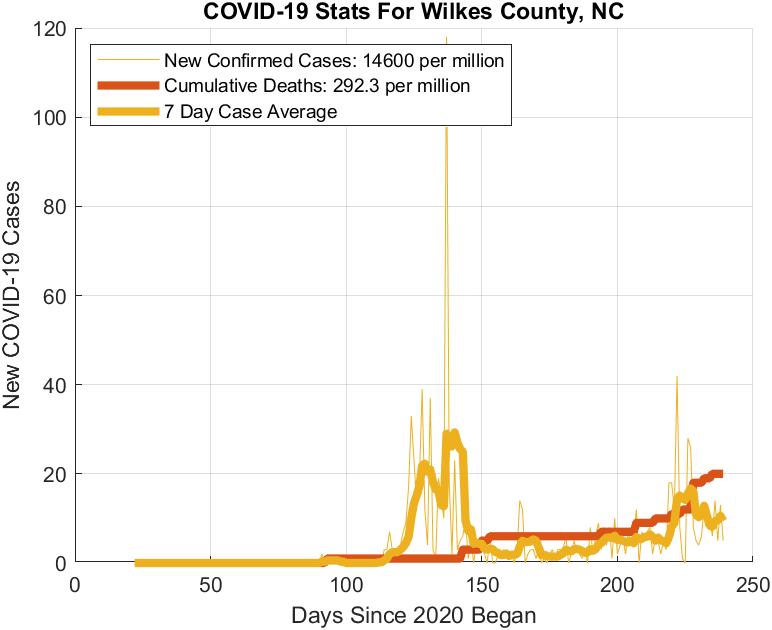 COVID-19 Stats For Wilkes County, NC
New Confirmed Cases: 14600 per million
Cumulative Deaths: 292.3 per million
7 Day Case Average
New COVID-19 Cases
120
100
80
60
40
20
0
0 50 100 150 200 250
Days Since 2020 Began